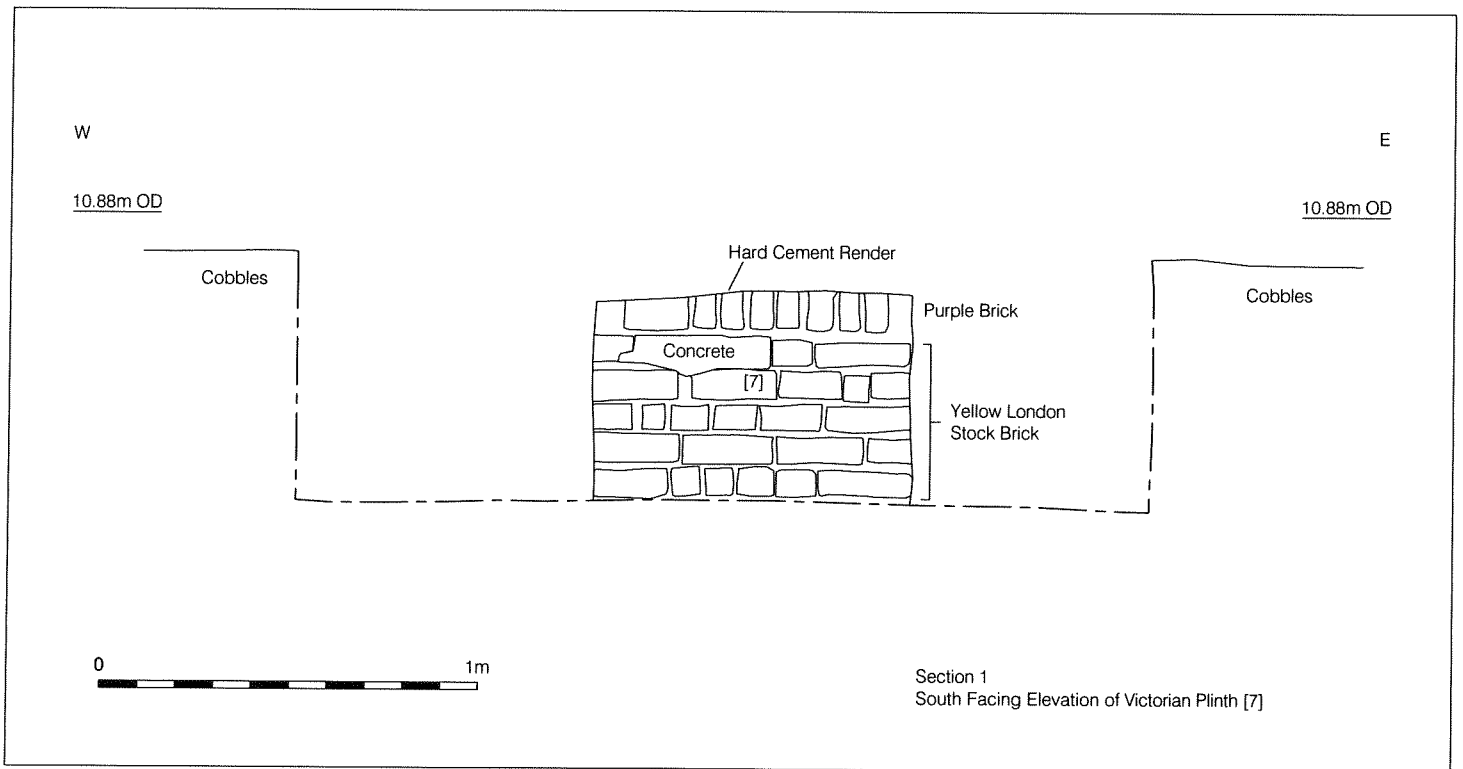 W
E
10.88m OD
10.88m OD
Hard Cement Render
Cobbles
Cobbles
Purple Brick
Concrete
[7]
Yellow London
Stock Brick
0
1m
Section 1
South Facing Elevation of Victorian Plinth [7]